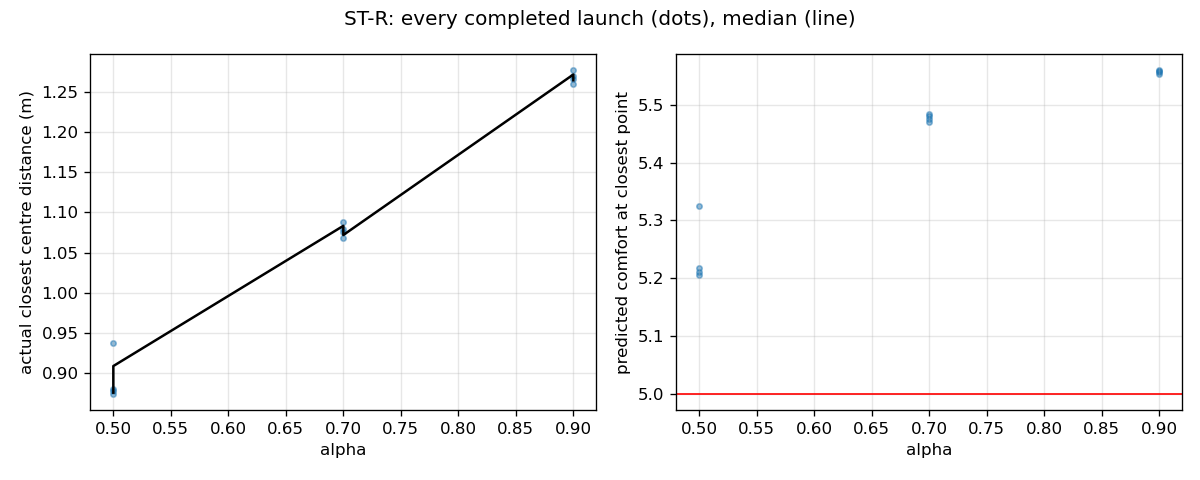 ST-R: every completed launch (dots), median (line)
actual closest centre distance (m)
1.25
1.20
1.15
1.10
1.05
1.00
0.95
0.90
0.50 0.55 0.60 0.65 0.70 0.75 0.80 0.85 0.90
alpha
predicted comfort at closest point
5.5
5.4
5.3
5.2
5.1
5.0
0.50 0.55 0.60 0.65 0.70 0.75 0.80 0.85 0.90
alpha